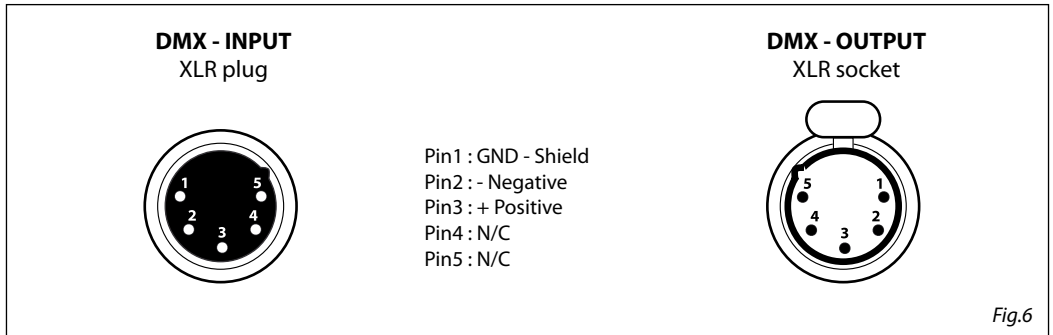 DMX - INPUT
XLR plug
1
5
2
4
3
Pin1 : GND - Shield
Pin2 : - Negative
Pin3 : + Positive
Pin4 : N/C
Pin5 : N/C
DMX - OUTPUT
XLR socket
5
1
4
2
3
Fig.6